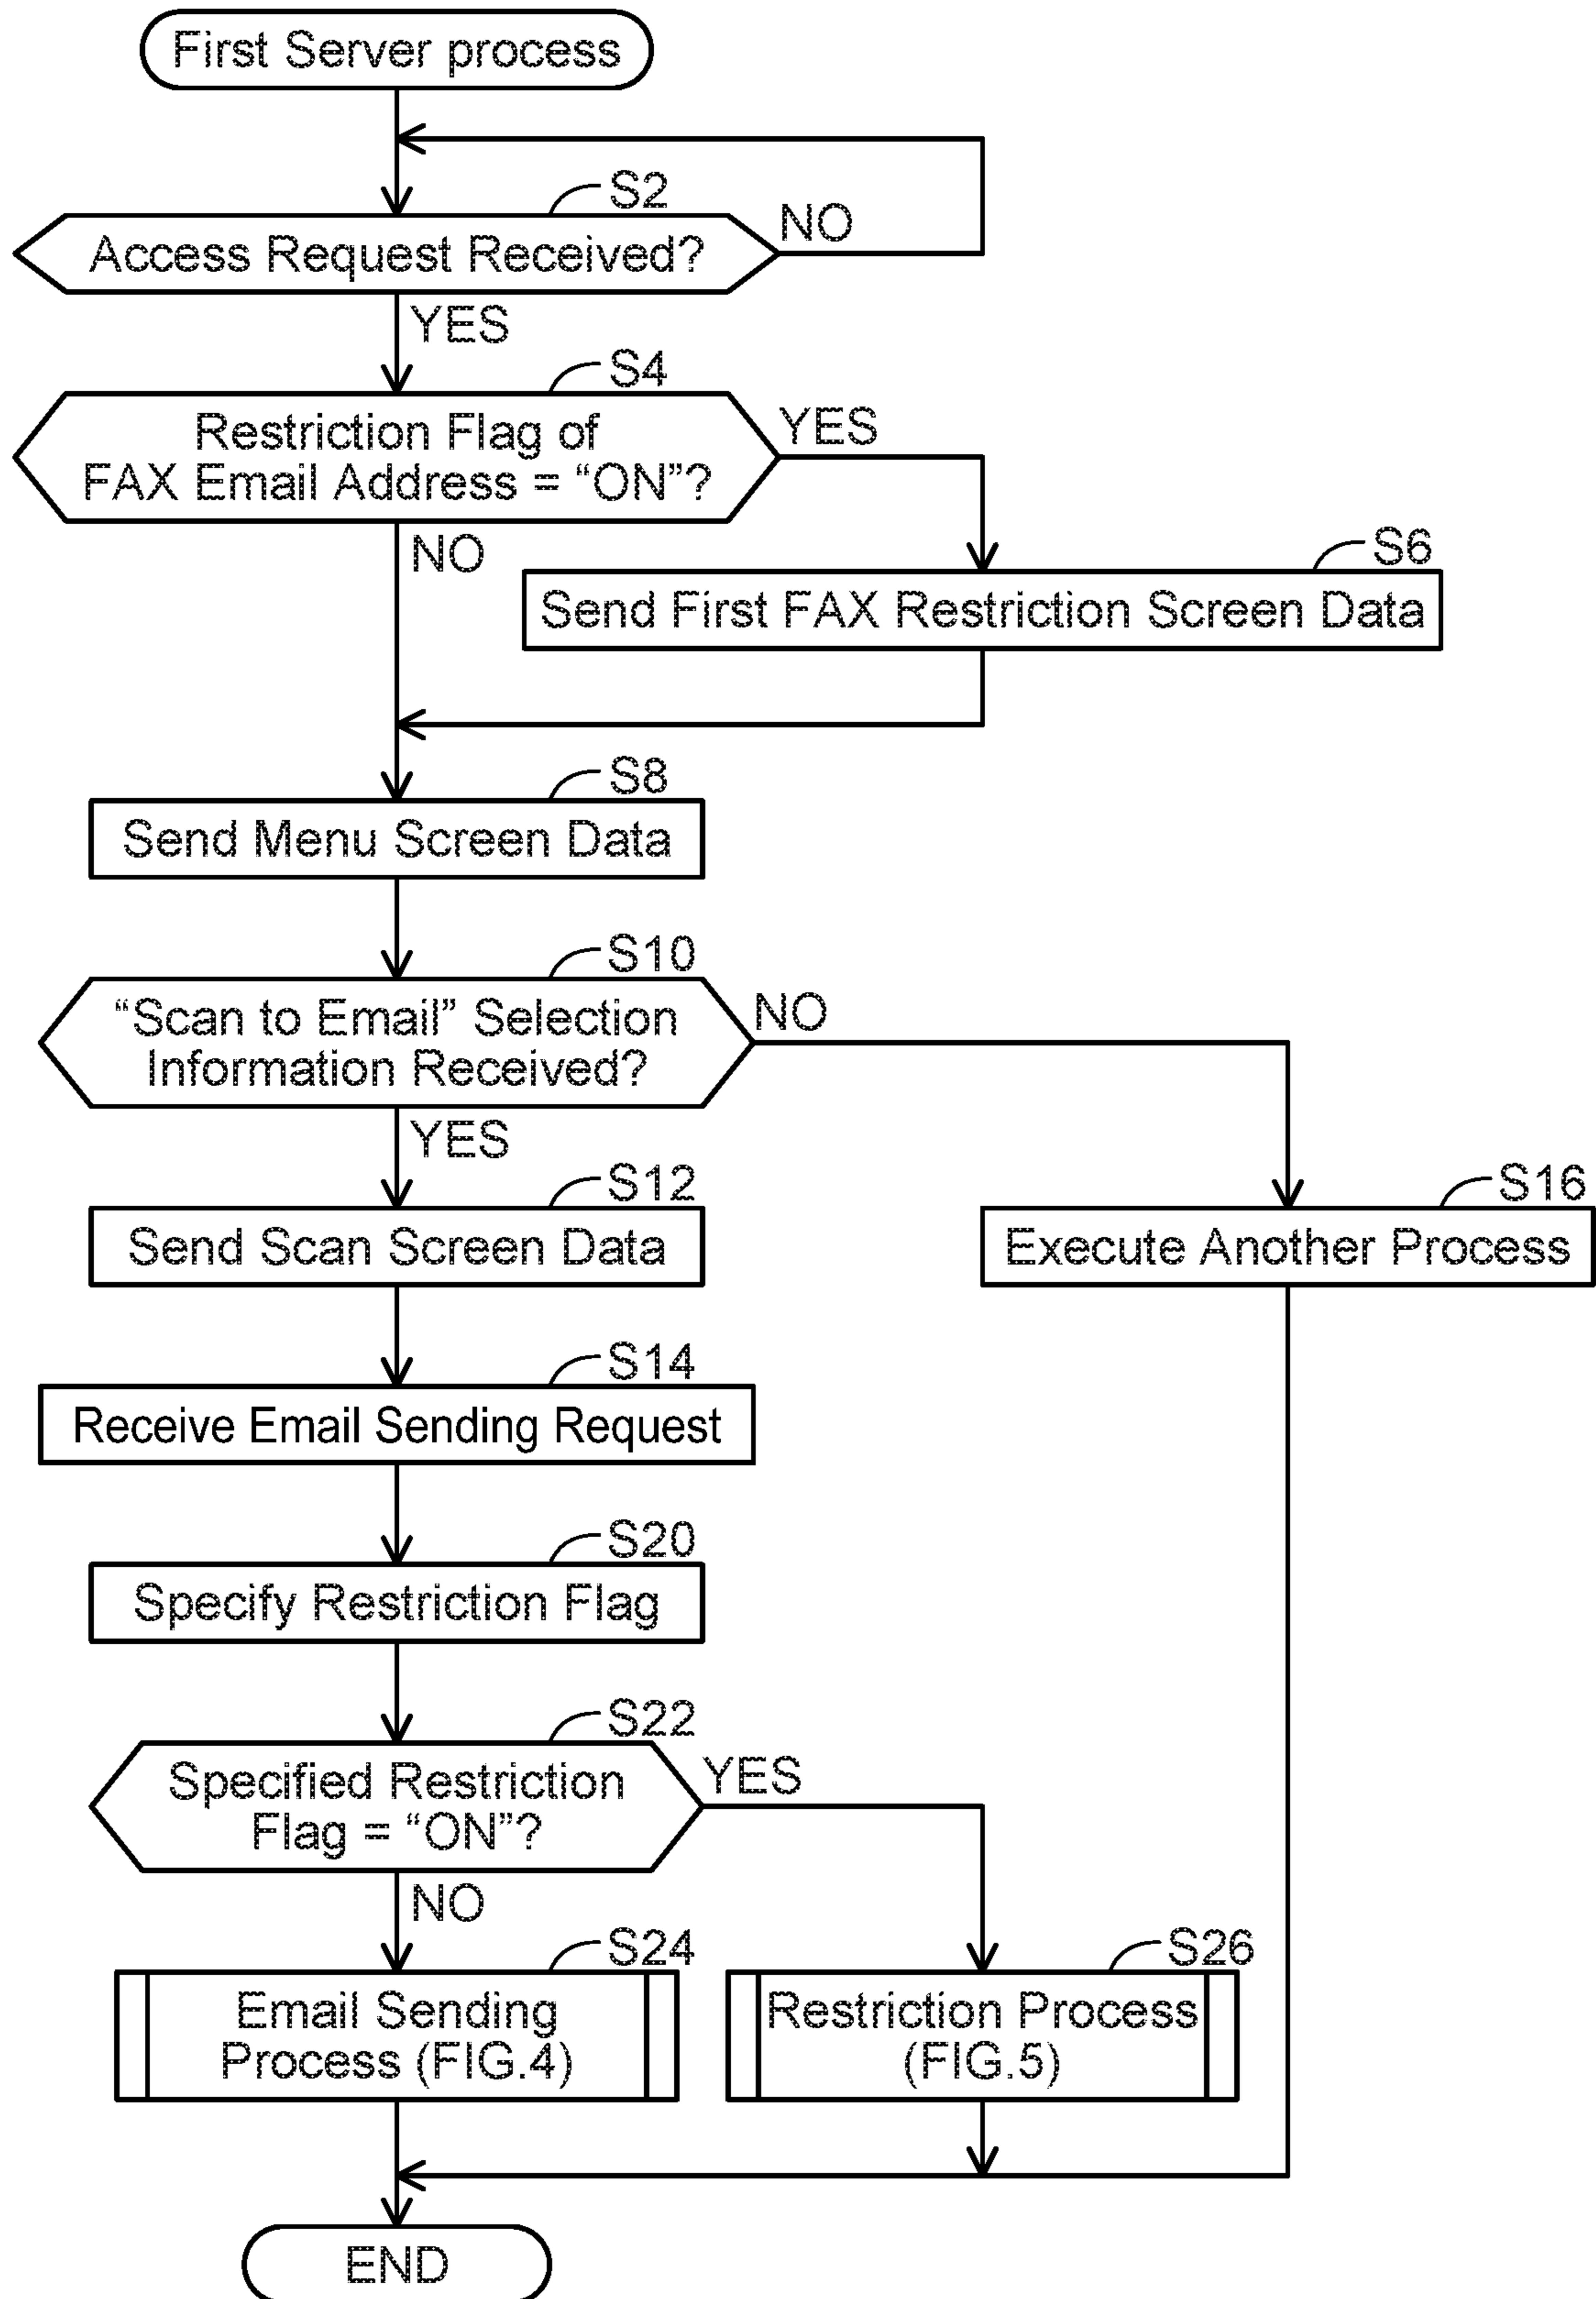 First Server process
S2
Access Request Received?
NO
YES
S4
Restriction Flag of
FAX Email Address = “ON”?
YES
NO
S6
Send First FAX Restriction Screen Data
S8
Send Menu Screen Data
S10
“Scan to Email” Selection
Information Received?
NO
YES
S12
Send Scan Screen Data
S16
Execute Another Process
S14
Receive Email Sending Request
S20
Specify Restriction Flag
S22
Specified Restriction
Flag = “ON”?
YES
NO
S24
Email Sending
Process (FIG.4)
S26
Restriction Process
(FIG.5)
END